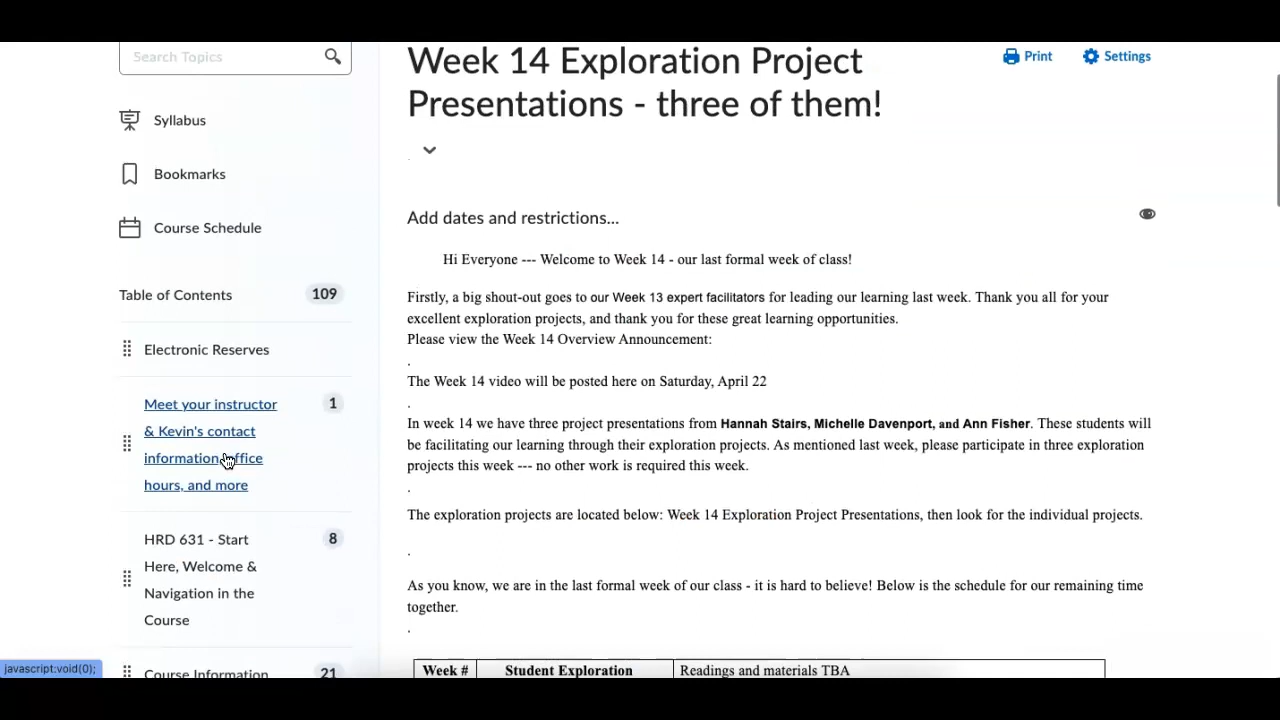 Search Topics
Syllabus
Bookmarks
Course Schedule
Table of Contents 109
Electronic Reserves
Meet your instructor 1
& Kevin's contact
information, office
hours, and more
HRD 631 - Start 8
Here, Welcome &
Navigation in the
Course
Course Information 21
javascript:void(0);
Week 14 Exploration Project
Presentations - three of them!
Print Settings
Add dates and restrictions...
Hi Everyone --- Welcome to Week 14 - our last formal week of class!
Firstly, a big shout-out goes to our Week 13 expert facilitators for leading our learning last week. Thank you all for your
excellent exploration projects, and thank you for these great learning opportunities.
Please view the Week 14 Overview Announcement:
.
The Week 14 video will be posted here on Saturday, April 22
.
In week 14 we have three project presentations from Hannah Stairs, Michelle Davenport, and Ann Fisher. These students will
be facilitating our learning through their exploration projects. As mentioned last week, please participate in three exploration
projects this week --- no other work is required this week.
.
The exploration projects are located below: Week 14 Exploration Project Presentations, then look for the individual projects.
.
As you know, we are in the last formal week of our class - it is hard to believe! Below is the schedule for our remaining time
together.
.
Week # Student Exploration Readings and materials TBA